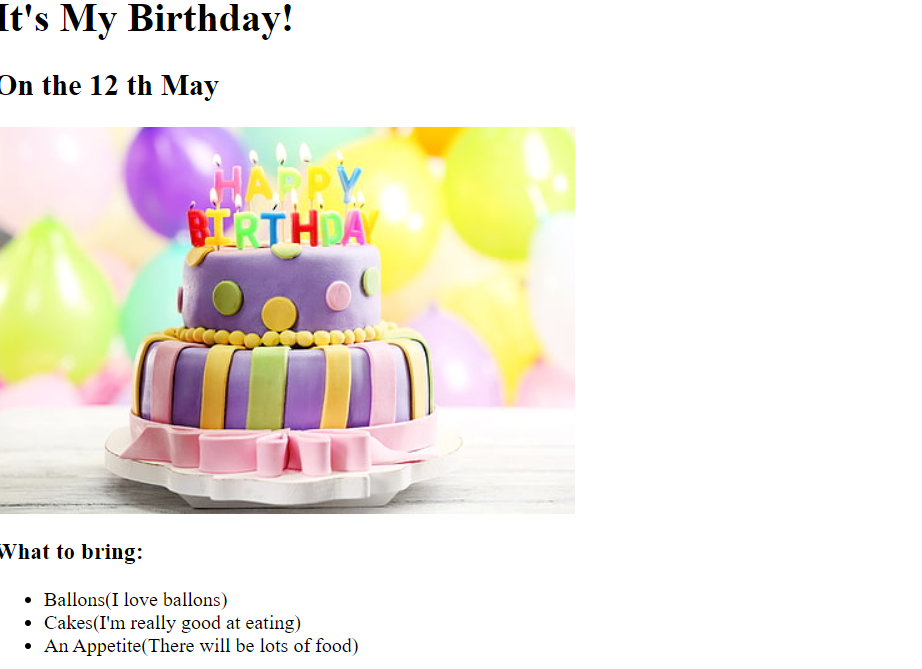 It's My Birthday!
On the 12 th May
HAPPY
BIRTHDAY
What to bring:
Ballons(I love ballons)
Cakes(I'm really good at eating)
An Appetite(There will be lots of food)